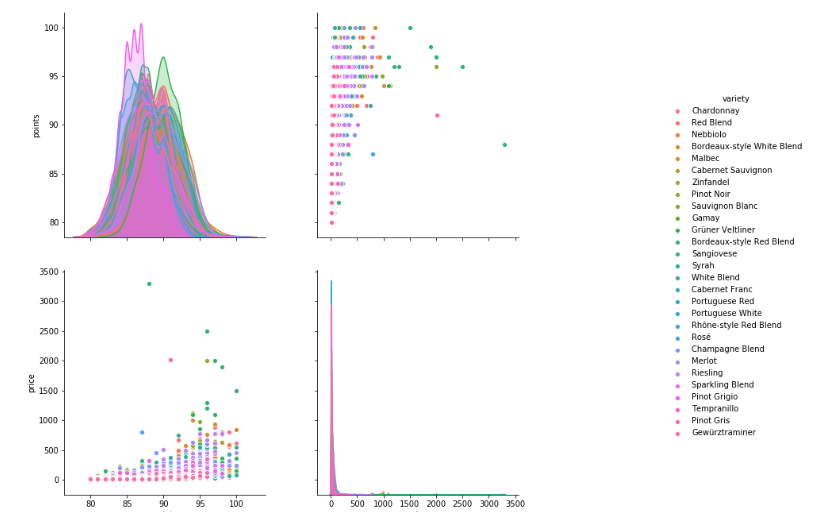 100
95
90
85
80
points
3500
3000
2500
2000
1500
1000
500
0
price
80 85 90 95 100
0 500 1000 1500 2000 2500 3000 3500
variety
Chardonnay
Red Blend
Nebbiolo
Bordeaux-style White Blend
Malbec
Cabernet Sauvignon
Zinfandel
Pinot Noir
Sauvignon Blanc
Gamay
Grüner Veltliner
Bordeaux-style Red Blend
Sangiovese
Syrah
White Blend
Cabernet Franc
Portuguese Red
Portuguese White
Rhône-style Red Blend
Rosé
Champagne Blend
Merlot
Riesling
Sparkling Blend
Pinot Grigio
Tempranillo
Pinot Gris
Gewürztraminer